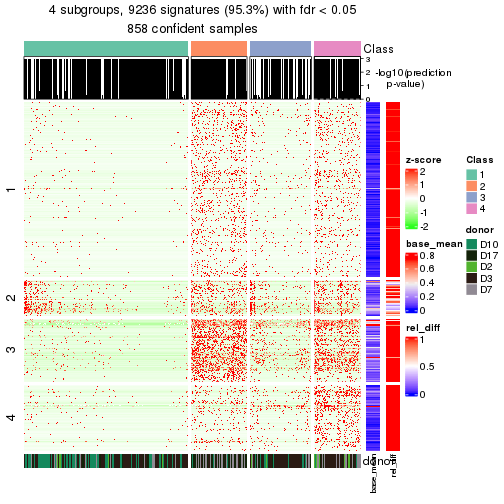 4 subgroups, 9236 signatures (95.3%) with fdr < 0.05
858 confident samples
Class
3
2
1
0
-log10(prediction
p-value)
1
2
3
4
z-score
2
1
0
-1
-2
base_mean
0.8
0.6
0.4
0.2
0
rel_diff
1
0.5
0
Class
1
2
3
4
donor
D10
D17
D2
D3
D7
donor
base_mean
rel_diff